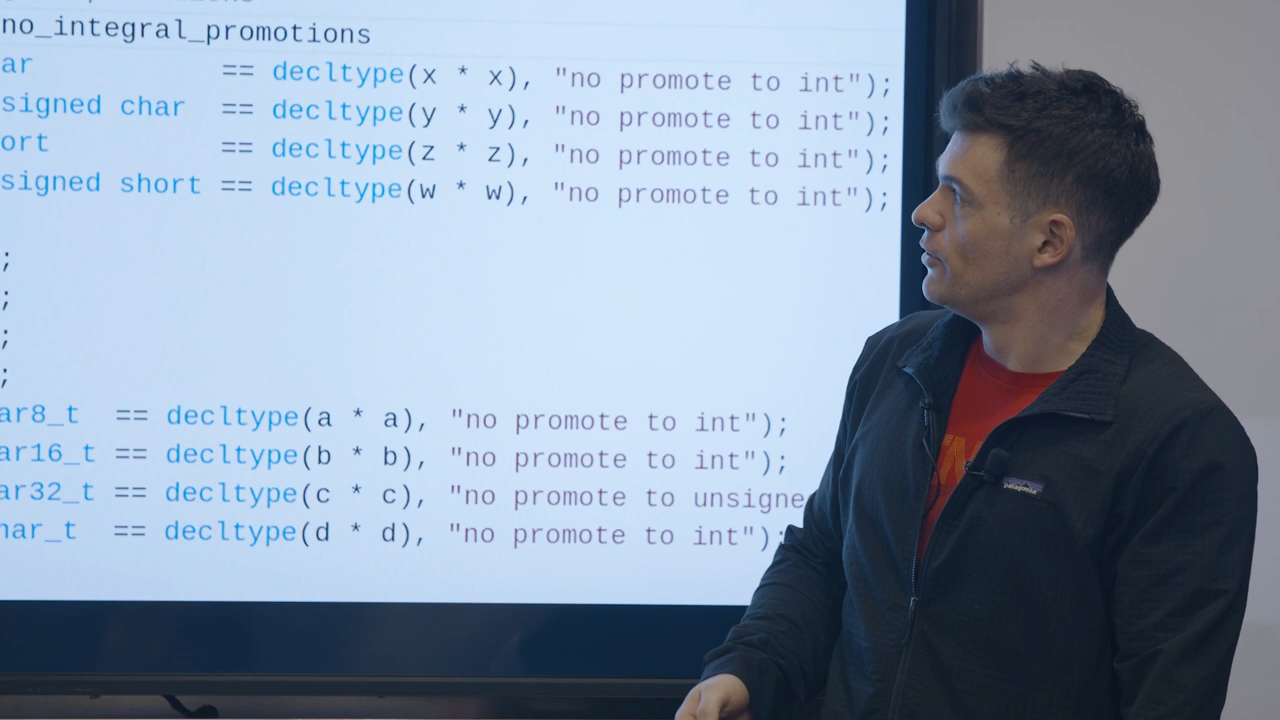 no_integral_promotions
ar == decltype(x * x), "no promote to int");
signed char == decltype(y * y), "no promote to int");
ort == decltype(z * z), "no promote to int");
signed short == decltype(w * w), "no promote to int");
;
;
;
;
ar8_t == decltype(a * a), "no promote to int");
ar16_t == decltype(b * b), "no promote to int");
ar32_t == decltype(c * c), "no promote to unsigne
har_t == decltype(d * d), "no promote to int");
patagonia